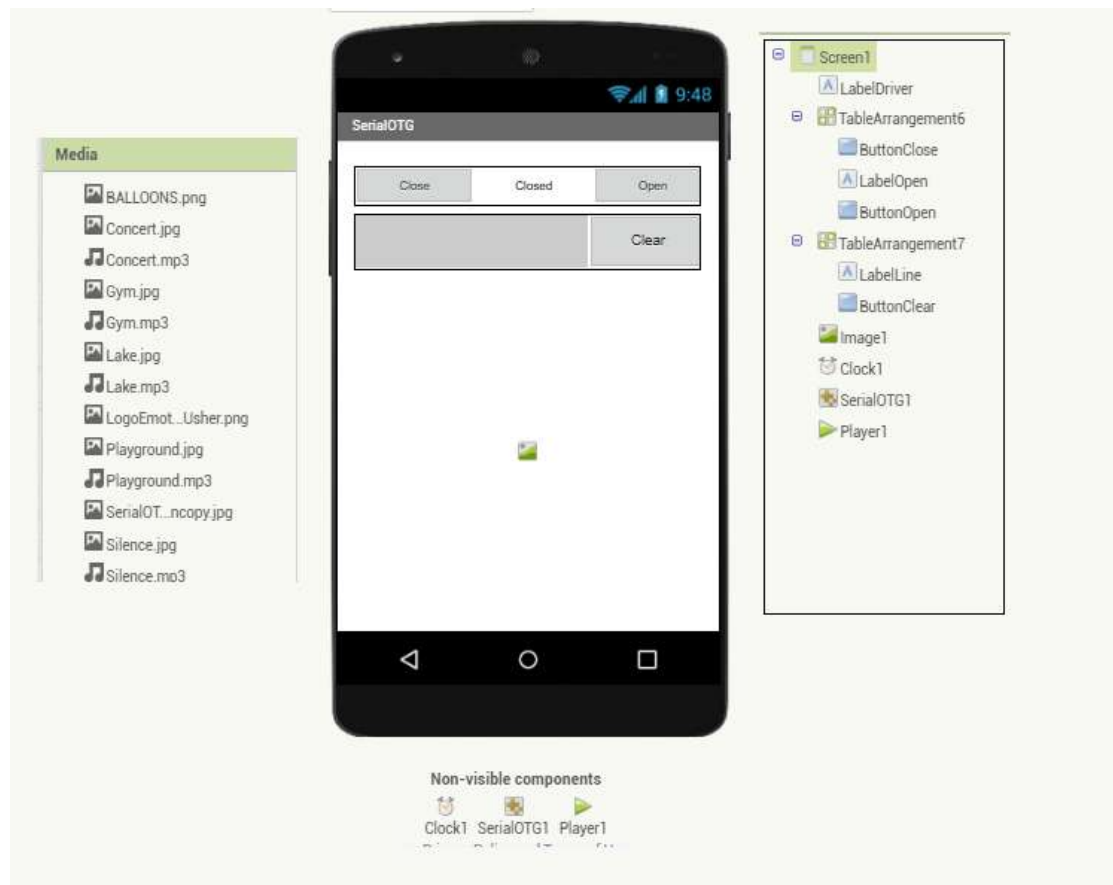 Media
BALLOONS.png
Concert.jpg
Concert.mp3
Gym.jpg
Gym.mp3
Lake.jpg
Lake.mp3
LogoEmot...Usher.png
Playground.jpg
Playground.mp3
SerialOT...ncopy.jpg
Silence.jpg
Silence.mp3
9:48
SerialOTG
Close Closed Open
Clear
Screen1
LabelDriver
TableArrangement6
ButtonClose
LabelOpen
ButtonOpen
TableArrangement7
LabelLine
ButtonClear
Image1
Clock1
SerialOTG1
Player1
Non-visible components
Clock1 SerialOTG1 Player1